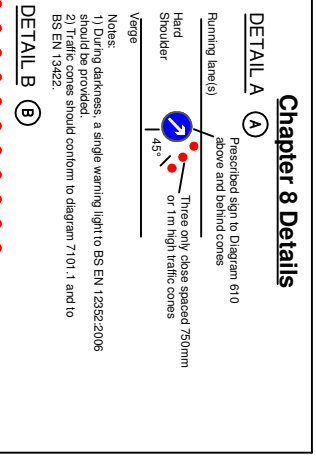 Chapter 8 Details
DETAIL A A
Prescribed sign to Diagram 610
above and behind cones
Running lane(s)
Hard
Shoulder
Three only close spaced 750mm
or 1m high traffic cones
45°
Verge
Notes:
1) During darkness, a single warning light to BS EN 12352:2006
should be provided.
2) Traffic cones should conform to diagram 7101.1 and to
BS EN 13422.
DETAIL B B